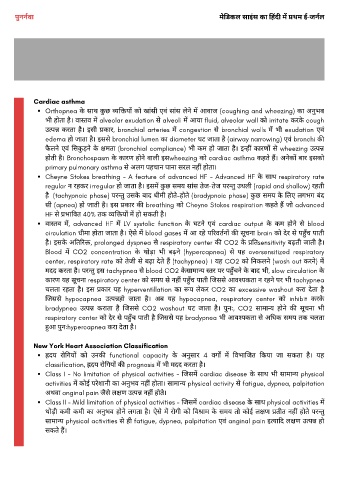 पुनर्नवा
मेडिकल साइंस का हिंदी में प्रथम ई-जर्नल
Cardiac asthma
• Orthopnea के साथ कुछ व्यक्तियों को खांसी एवं सांस लेने में आवाज (coughing and wheezing) का अनुभव
भी होता है। वास्तव में alveolar exudation से alveoli में आया fluid, alveolar wall को irritate करके cough
उत्पन्न करता है। इसी प्रकार, bronchial arteries में congestion से bronchial walls में भी exudation एवं
edema हो जाता है। इससे bronchial lumen का diameter घट जाता है (airway narrowing) एवं bronchi की
फैलने एवं सिकुड़ने के क्षमता (bronchial compliance) भी कम हो जाता है। इन्हीं कारणों से wheezing उत्पन्न
होती है। Bronchospasm के कारण होने वाली इसwheezing को cardiac asthma कहते हैं। अनेकों बार इसको
primary pulmonary asthma से अलग पहचान पाना सरल नहीं होता।
• Cheyne Stokes breathing - A feature of advanced HF - Advanced HF के साथ respiratory rate
regular न रहकर irregular हो जाता है। इसमें कुछ समय सांस तेज-तेज परन्तु उथली (rapid and shallow) रहती
है (tachypnoic phase) परन्तु उसके बाद धीमी होते-होते (bradypnoic phase) कुछ समय के लिए लगभग बंद
सी (apnea) हो जाती है। इस प्रकार की breathing को Cheyne Stokes respiration कहते हैं जो advanced
HF से प्रभावित 40% तक व्यक्तियों में हो सकती है।
• वास्तव में, advanced HF में LV systolic function के घटने एवं cardiac output के कम होने से blood
circulation धीमा होता जाता है। ऐसे में blood gases में आ रहे परिवर्तनों की सूचना brain को देर से पहुँच पाती
है। इसके अतिरिक्त, prolonged dyspnea से respiratory center की CO2 के प्रतिsensitivity बढ़ती जाती है।
Blood में CO2 concentration के थोड़ा भी बढ़ने (hypercapnea) से यह oversensitized respiratory
center, respiratory rate को तेजी से बढ़ा देते हैं (tachypnea) । यह CO2 को निकालने (wash out करने) में
मदद करता है। परन्तु इस tachypnea से blood CO2 केसामान्य स्तर पर पहुँचने के बाद भी, slow circulation के
कारण यह सूचना respiratory center को समय से नहीं पहुँच पाती जिससे आवश्यकता न रहने पर भी tachypnea
चलता रहता है। इस प्रकार यह hyperventillation का रूप लेकर CO2 का excessive washout करा देता है
जिससे hypocapnea उत्पन्नहो जाता है। अब यह hypocapnea, respiratory center को inhibit करके
bradypnea उत्पन्न कराता है जिससे CO2 washout घट जाता है। पुनः, CO2 सामान्य होने की सूचना भी
respiratory center को देर से पहुँच पाती है जिससे यह bradypnea भी आवश्यकता से अधिक समय तक चलता
हुआ पुनःhypercapnea करा देता है।
New York Heart Association Classification
• हृदय रोगियों को उनकी functional capacity के अनुसार 4 वर्गों में विभाजित किया जा सकता है। यह
classification, हृदय रोगियों की prognosis में भी मदद करता है।
• Class I - No limitation of physical activities - जिसमें cardiac disease के साथ भी सामान्य physical
activities में कोई परेशानी का अनुभव नहीं होता। सामान्य physical activity से fatigue, dypnea, palpitation
अथवा anginal pain जैसे लक्षण उत्पन्न नहीं होते।
• Class II - Mild limitation of physical activities - जिसमें cardiac disease के साथ physical activities में
थोड़ी कमी कमी का अनुभव होने लगता है। ऐसे में रोगी को विश्राम के समय तो कोई लक्षण प्रतीत नहीं होते परन्तु
सामान्य physical activities से ही fatigue, dypnea, palpitation एवं anginal pain इत्यादि लक्षण उत्पन्न हो
सकते हैं।